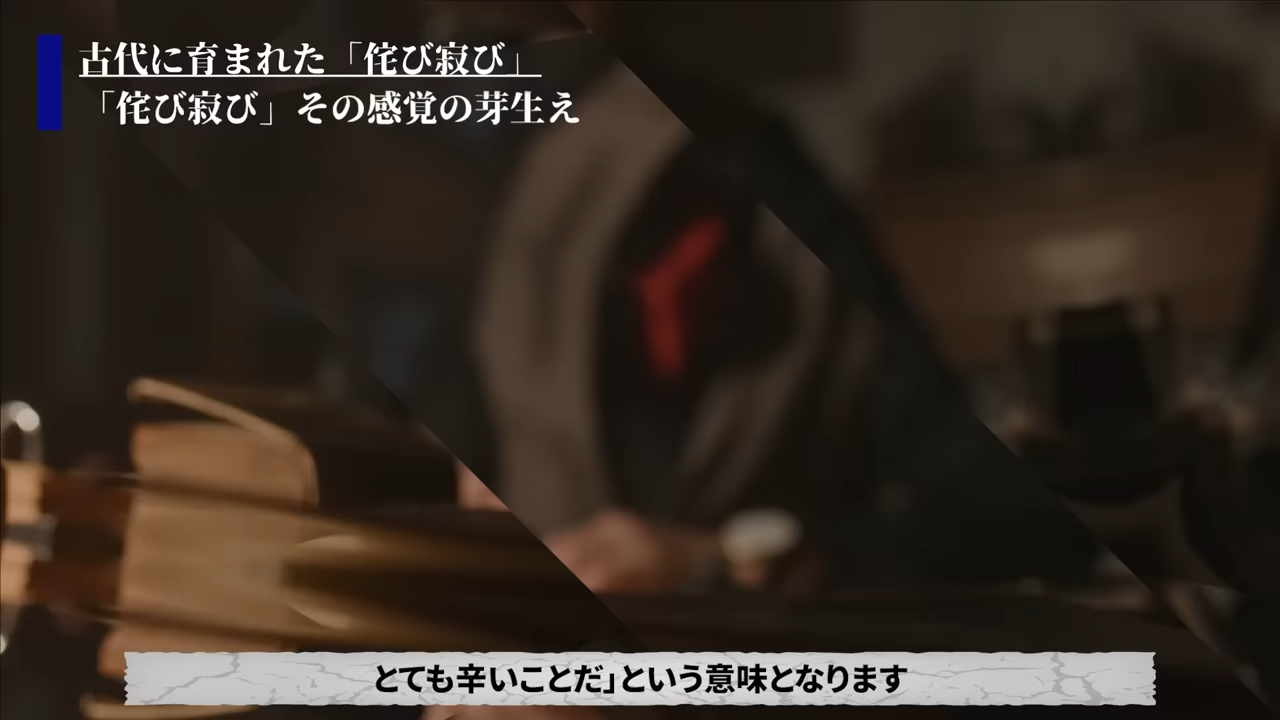 古代に育まれた「侘び寂び」
「侘び寂び」その感覚の芽生え
とても辛いことだ」という意味となります